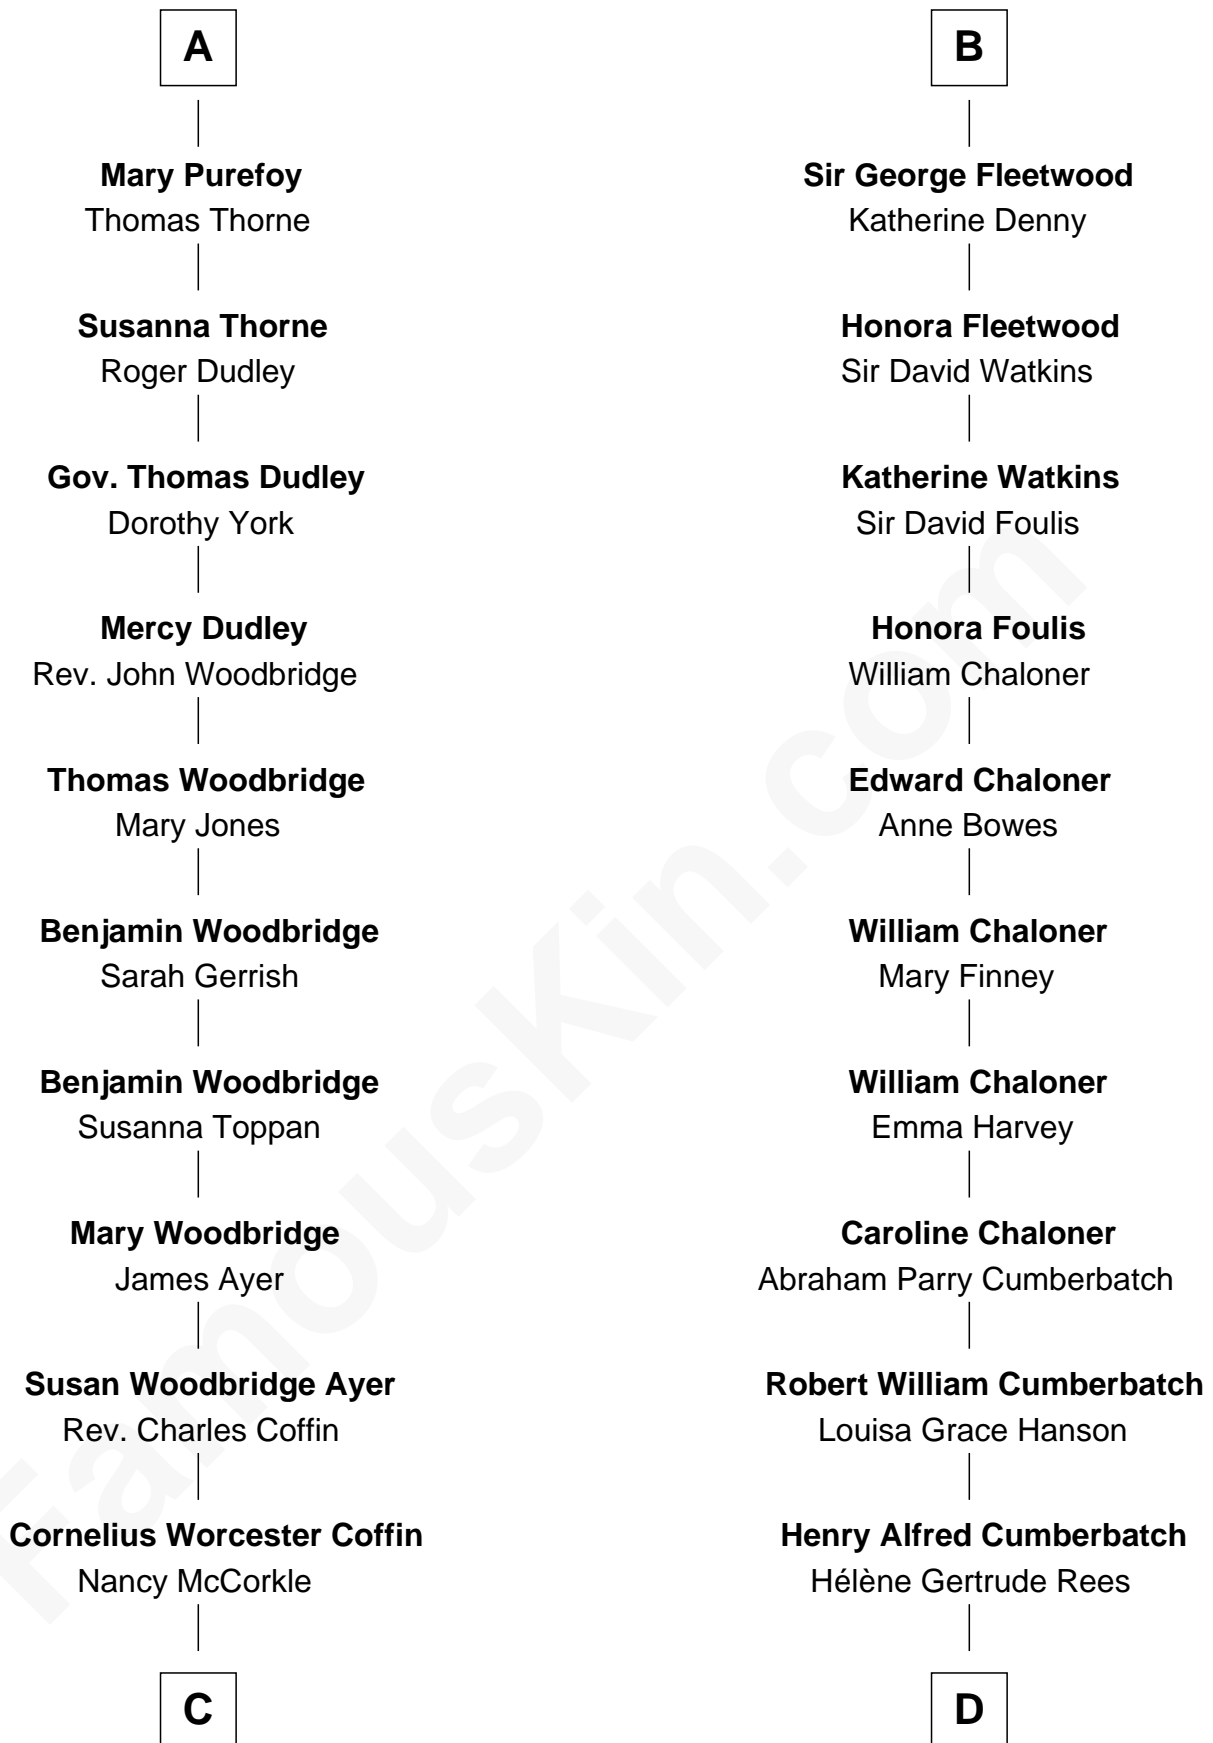 A
Mary Purefoy
Thomas Thorne
Susanna Thorne
Roger Dudley
Gov. Thomas Dudley
Dorothy York
Mercy Dudley
Rev. John Woodbridge
Thomas Woodbridge
Mary Jones
Benjamin Woodbridge
Sarah Gerrish
Benjamin Woodbridge
Susanna Toppan
Mary Woodbridge
James Ayer
Susan Woodbridge Ayer
Rev. Charles Coffin
Cornelius Worcester Coffin
Nancy McCorkle
C
B
Sir George Fleetwood
Katherine Denny
Honora Fleetwood
Sir David Watkins
Katherine Watkins
Sir David Foulis
Honora Foulis
William Chaloner
Edward Chaloner
Anne Bowes
William Chaloner
Mary Finney
William Chaloner
Emma Harvey
Caroline Chaloner
Abraham Parry Cumberbatch
Robert William Cumberbatch
Louisa Grace Hanson
Henry Alfred Cumberbatch
Hélène Gertrude Rees
D
FamousKin.com